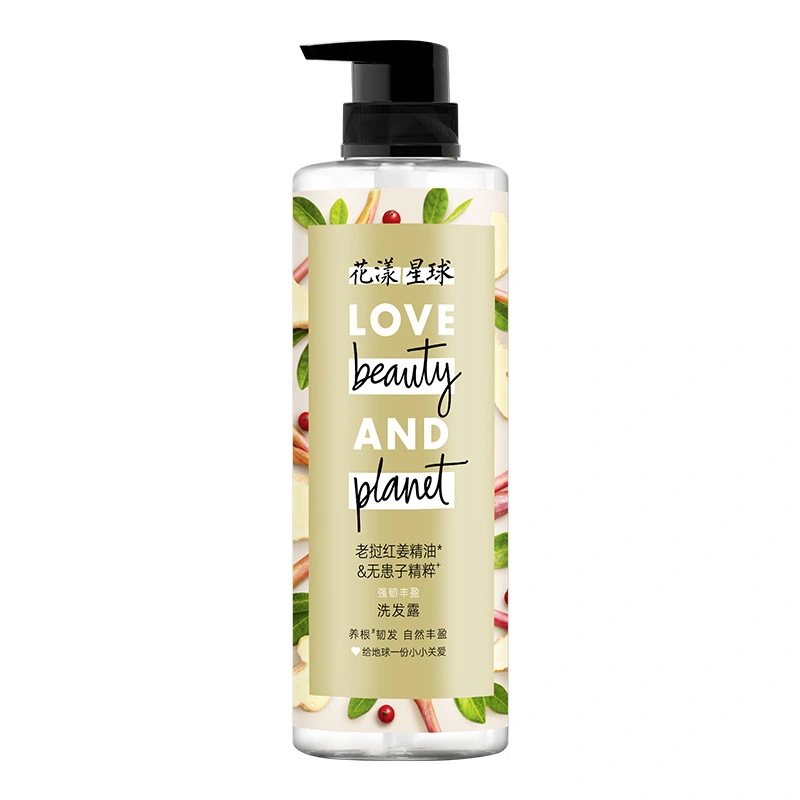 花漾星球
LOVE
beauty
AND
planet
老挝红姜精油*
&无患子精粹+
强韧丰盈
洗发露
养根#韧发 自然丰盈
给地球一份小小关爱